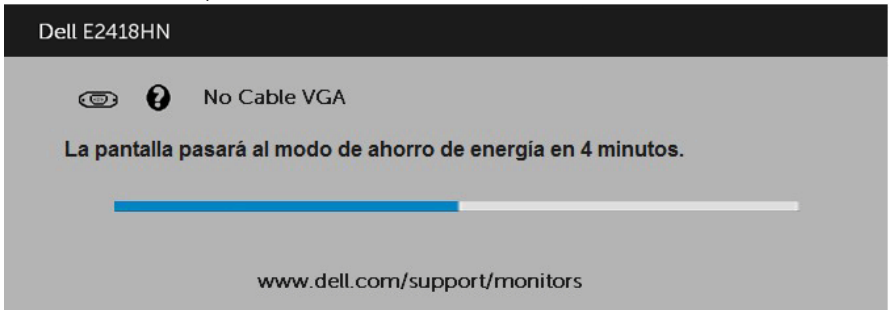 Dell E2418HN
No Cable VGA
La pantalla pasará al modo de ahorro de energía en 4 minutos.
www.dell.com/support/monitors